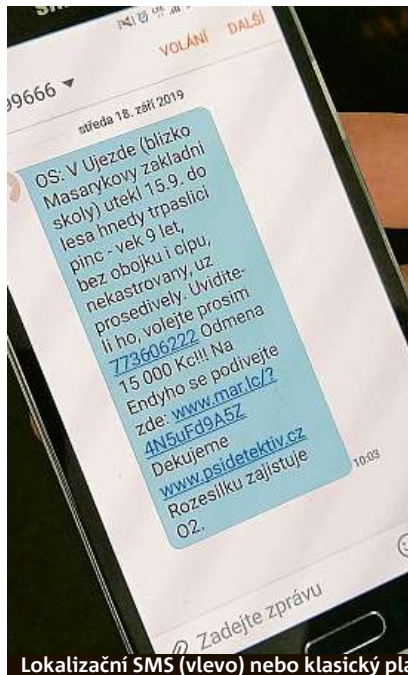 VOLÁNÍ DALŠÍ
99666
středa 18. září 2019
OS: V Ujezde (blizko
Masarykovy zakladni
skoly) utekl 15.9. do
lesa hnedy trpaslici
pinc - vek 9 let,
bez obojku i cipu,
nekastrovany, uz
prosedively. Uvidite-
li ho, volejte prosim
773606222 Odmena
15 000 Kc!!! Na
Endyho se podivejte
zde: www.mar.lc/?
4N5uFd9A5Z
Dekujeme
www.psidetektiv.cz
Rozesilku zajistuje
O2.
10:03
Zadejte zprávu
Lokalizační SMS (vlevo) nebo klasický